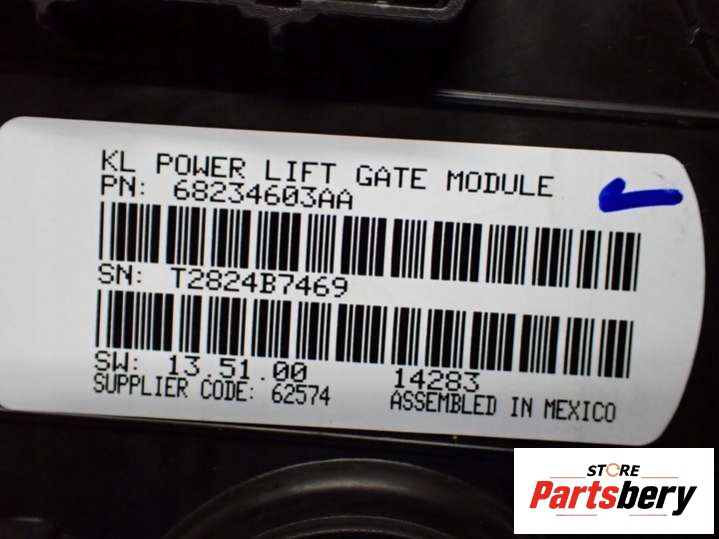 KL POWER LIFT GATE MODULE
PN: 68234603AA
SN: T2824B7469
SW: 13.51.00 14283
SUPPLIER CODE: 62574 ASSEMBLED IN MEXICO
STORE
Partsbery